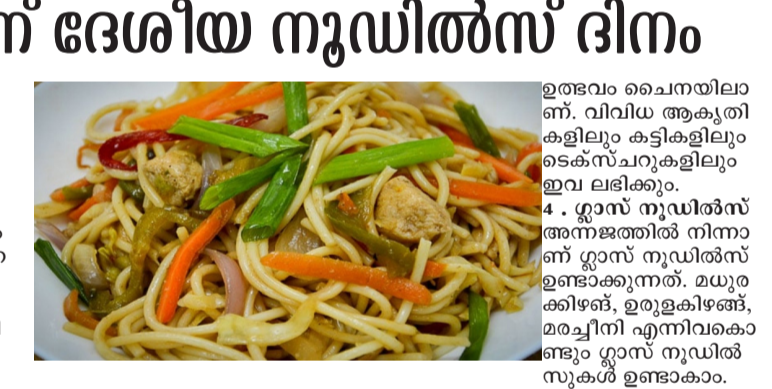 ന് ദേശീയ നൂഡിൽസ് ദിനം
ഉത്ഭവം ചൈനയിലാ
ണ്. വിവിധ ആകൃതി
കളിലും കട്ടികളിലും
ടെക്സ്ചറുകളിലും
ഇവ ലഭിക്കും.
4 . ഗ്ലാസ് നൂഡിൽസ്
അന്നജത്തിൽ നിന്നാ
ണ് ഗ്ലാസ് നൂഡിൽസ്
ഉണ്ടാക്കുന്നത്. മധുര
ക്കിഴങ്, ഉരുളകിഴങ്ങ്,
മരച്ചീനി എന്നിവകൊ
ണ്ടും ഗ്ലാസ് നൂഡിൽ
സുകൾ ഉണ്ടാകാം.